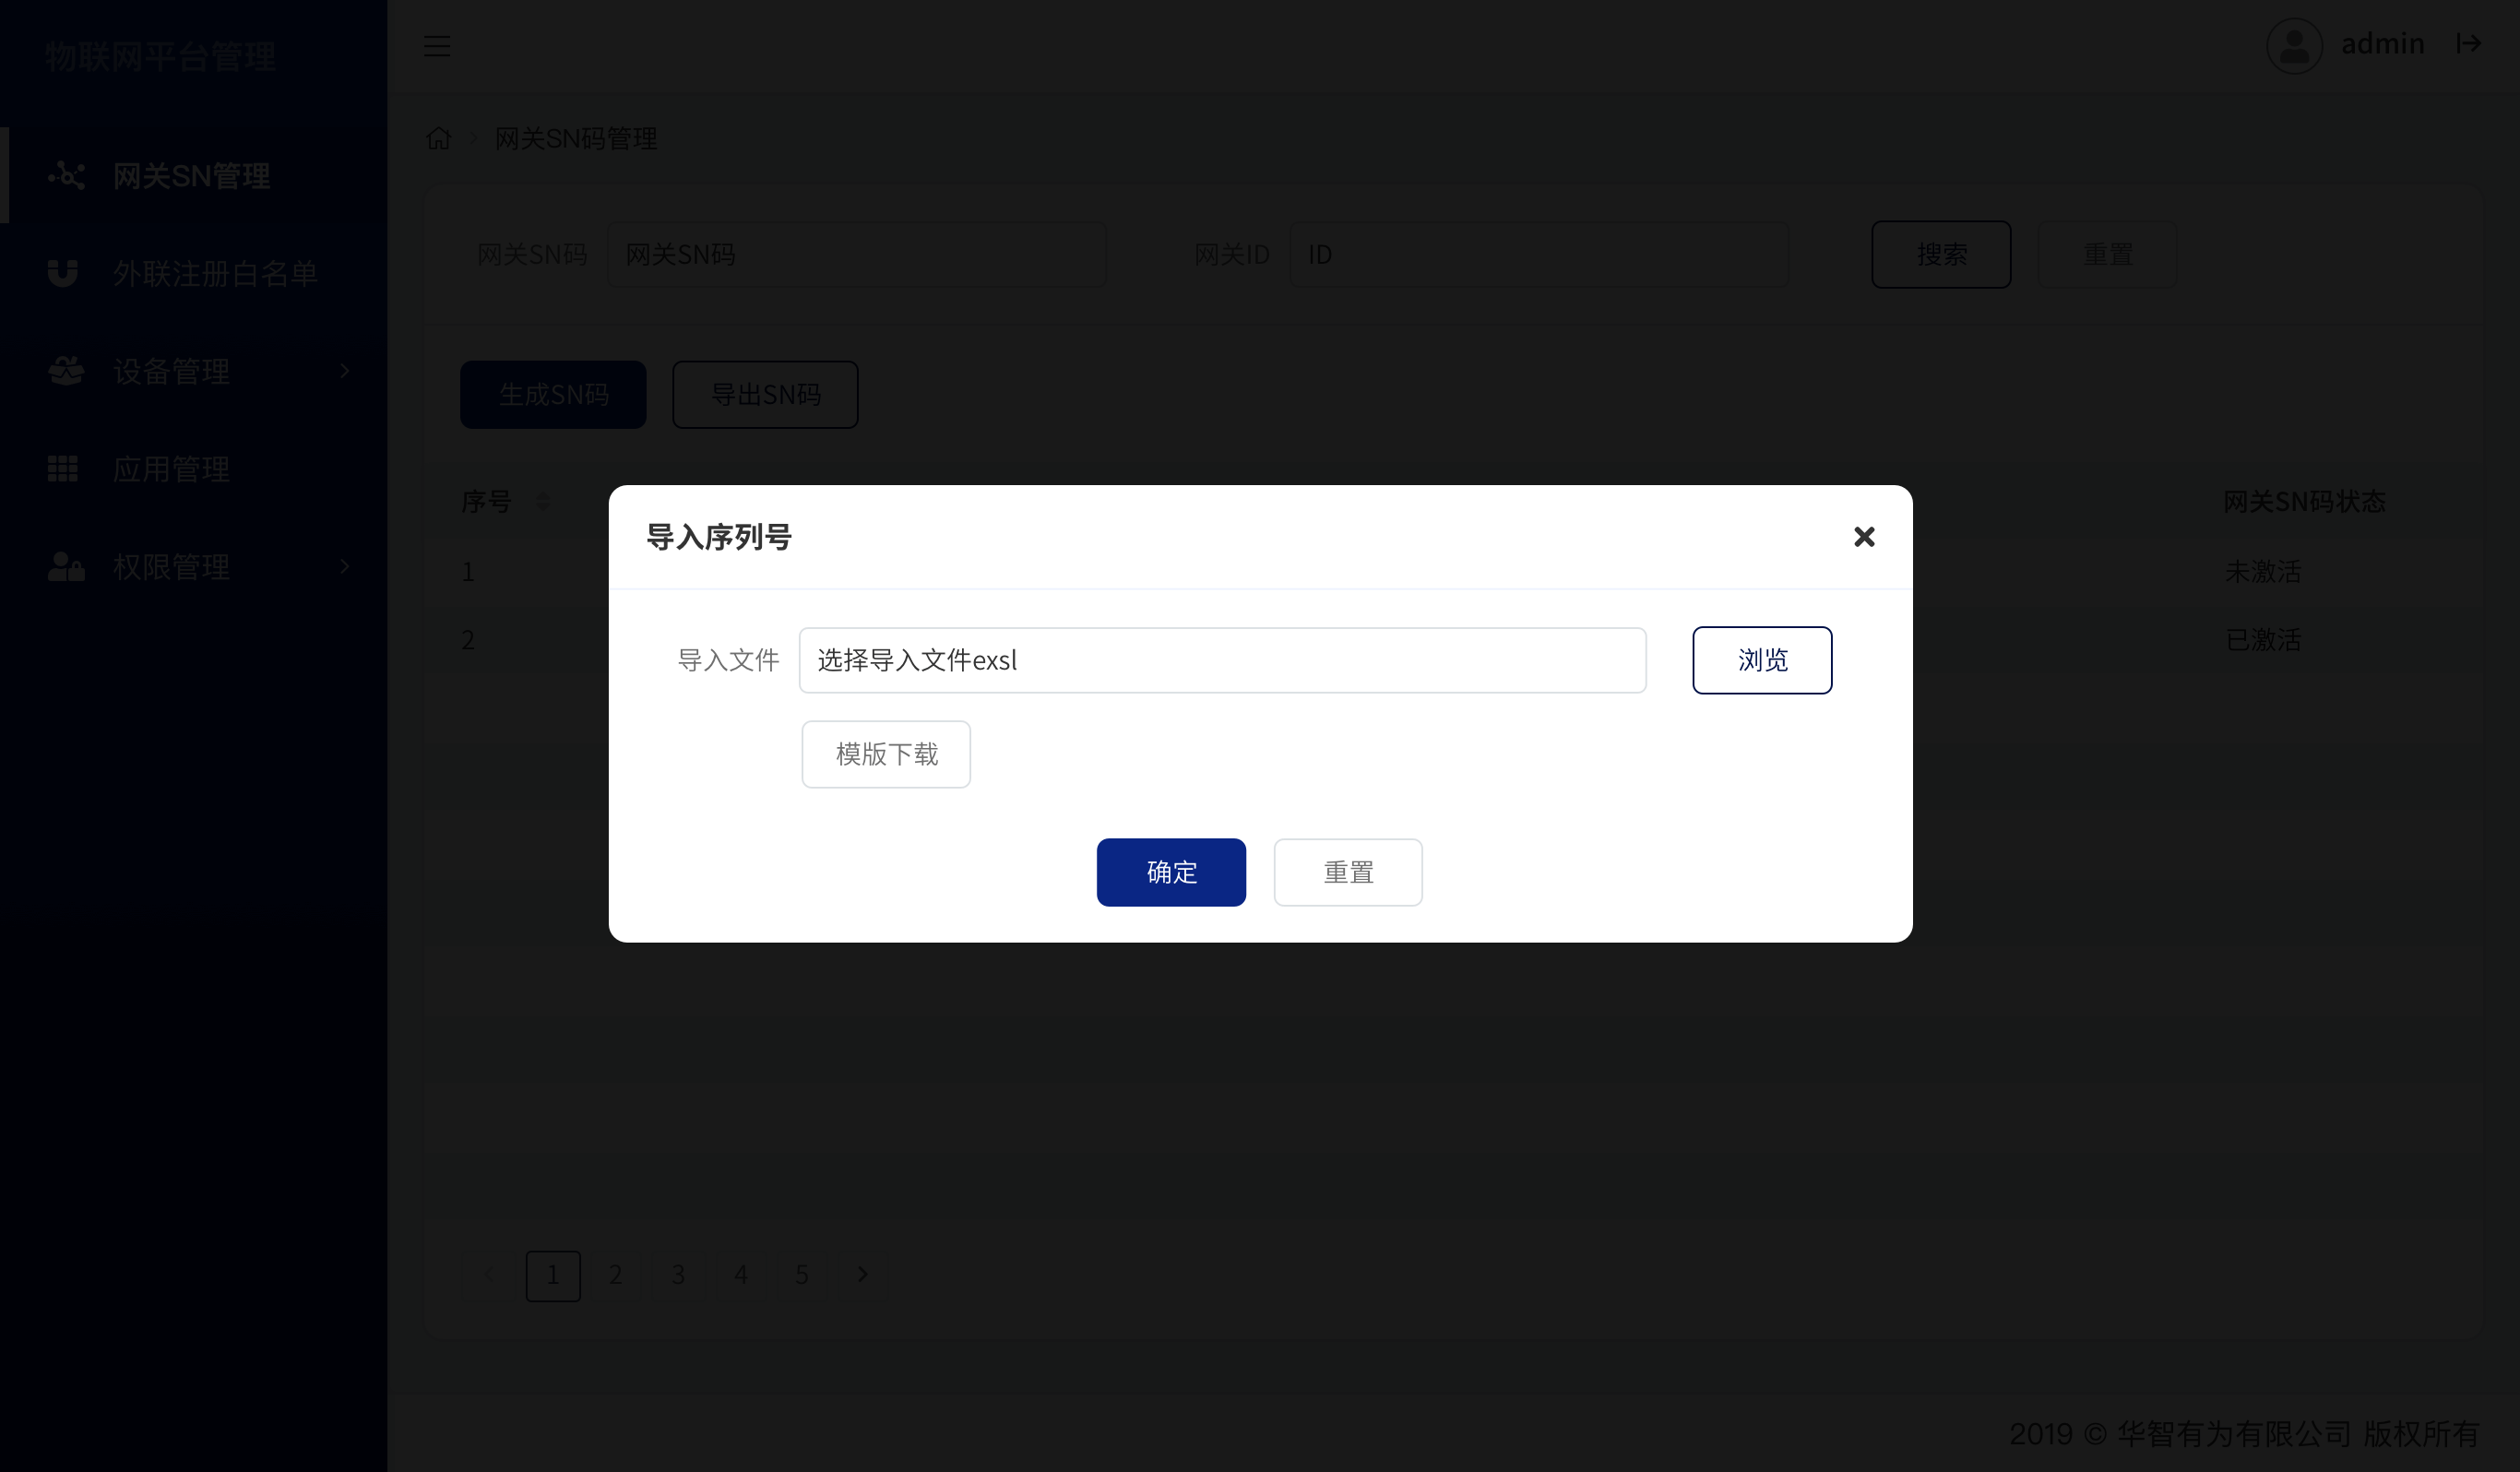 物联网平台管理
admin
网关SN码管理
网关SN管理
外联注册白名单
设备管理
应用管理
权限管理
网关SN码 网关SN码 网关ID ID 搜索 重置
生成SN码 导出SN码
序号 网关SN码状态
1 未激活
2 已激活
导入序列号
导入文件 选择导入文件exsl 浏览
模版下载
确定 重置
1 2 3 4 5
2019 © 华智有为有限公司 版权所有